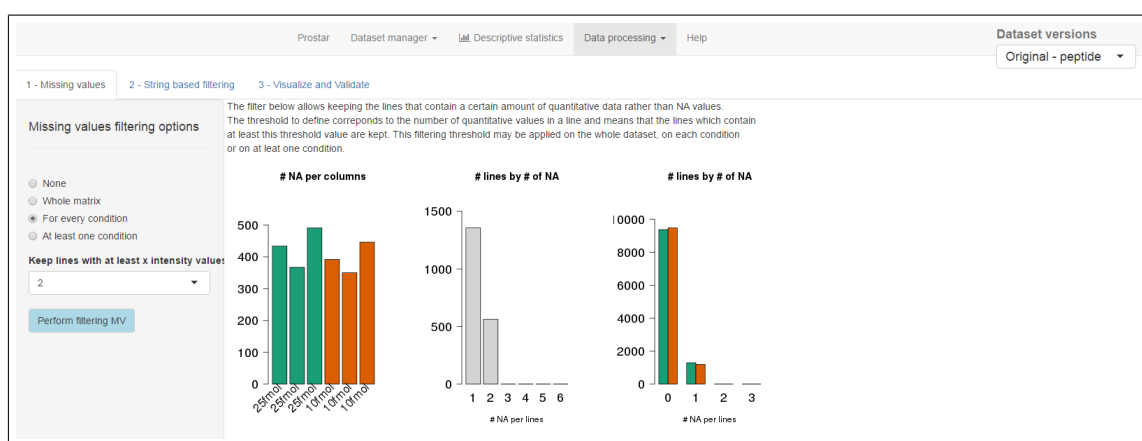 Prostar
Dataset manager
Descriptive statistics
Data processing
Help
Dataset versions
Original - peptide
1 - Missing values
2 - String based filtering
3 - Visualize and Validate
Missing values filtering options
None
Whole matrix
For every condition
At least one condition
Keep lines with at least x intensity values
2
Perform filtering MV
The filter below allows keeping the lines that contain a certain amount of quantitative data rather than NA values.
The threshold to define correponds to the number of quantitative values in a line and means that the lines which contain
at least this threshold value are kept. This filtering threshold may be applied on the whole dataset, on each condition
or on at leat one condition.
# NA per columns
500
400
300
200
100
0
25fmol
25fmol
25fmol
10fmol
10fmol
10fmol
# lines by # of NA
1500
1000
500
0
1 2 3 4 5 6
# NA per lines
# lines by # of NA
10000
8000
6000
4000
2000
0
0 1 2 3
# NA per lines